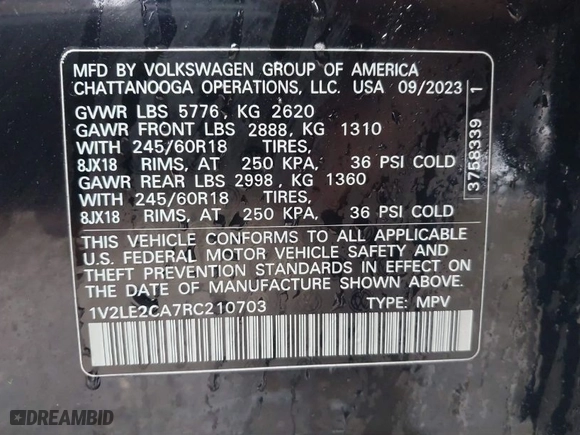 MFD BY VOLKSWAGEN GROUP OF AMERICA
CHATTANOOGA OPERATIONS, LLC. USA 09/2023
GVWR LBS 5776, KG 2620
GAWR FRONT LBS 2888, KG 1310
WITH 245/60R18 TIRES,
8JX18 RIMS, AT 250 KPA, 36 PSI COLD
GAWR REAR LBS 2998, KG 1360
WITH 245/60R18 TIRES,
8JX18 RIMS, AT 250 KPA, 36 PSI COLD
THIS VEHICLE CONFORMS TO ALL APPLICABLE
U.S. FEDERAL MOTOR VEHICLE SAFETY AND
THEFT PREVENTION STANDARDS IN EFFECT ON
THE DATE OF MANUFACTURE SHOWN ABOVE.
1V2LE2CA7RC210703 TYPE: MPV
3758339 1
DREAMBID